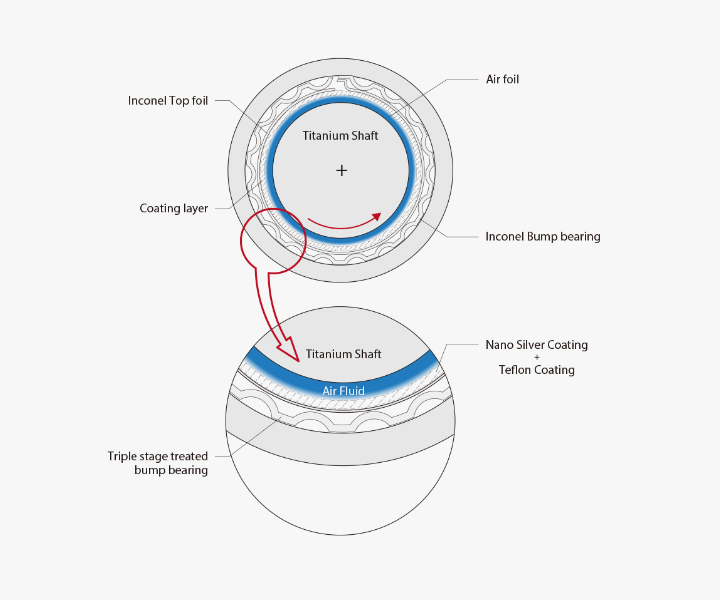 Air foil
Inconel Top foil
Titanium Shaft
+
Coating layer
Inconel Bump bearing
Nano Silver Coating
+
Teflon Coating
Titanium Shaft
Air Fluid
Triple stage treated
bump bearing